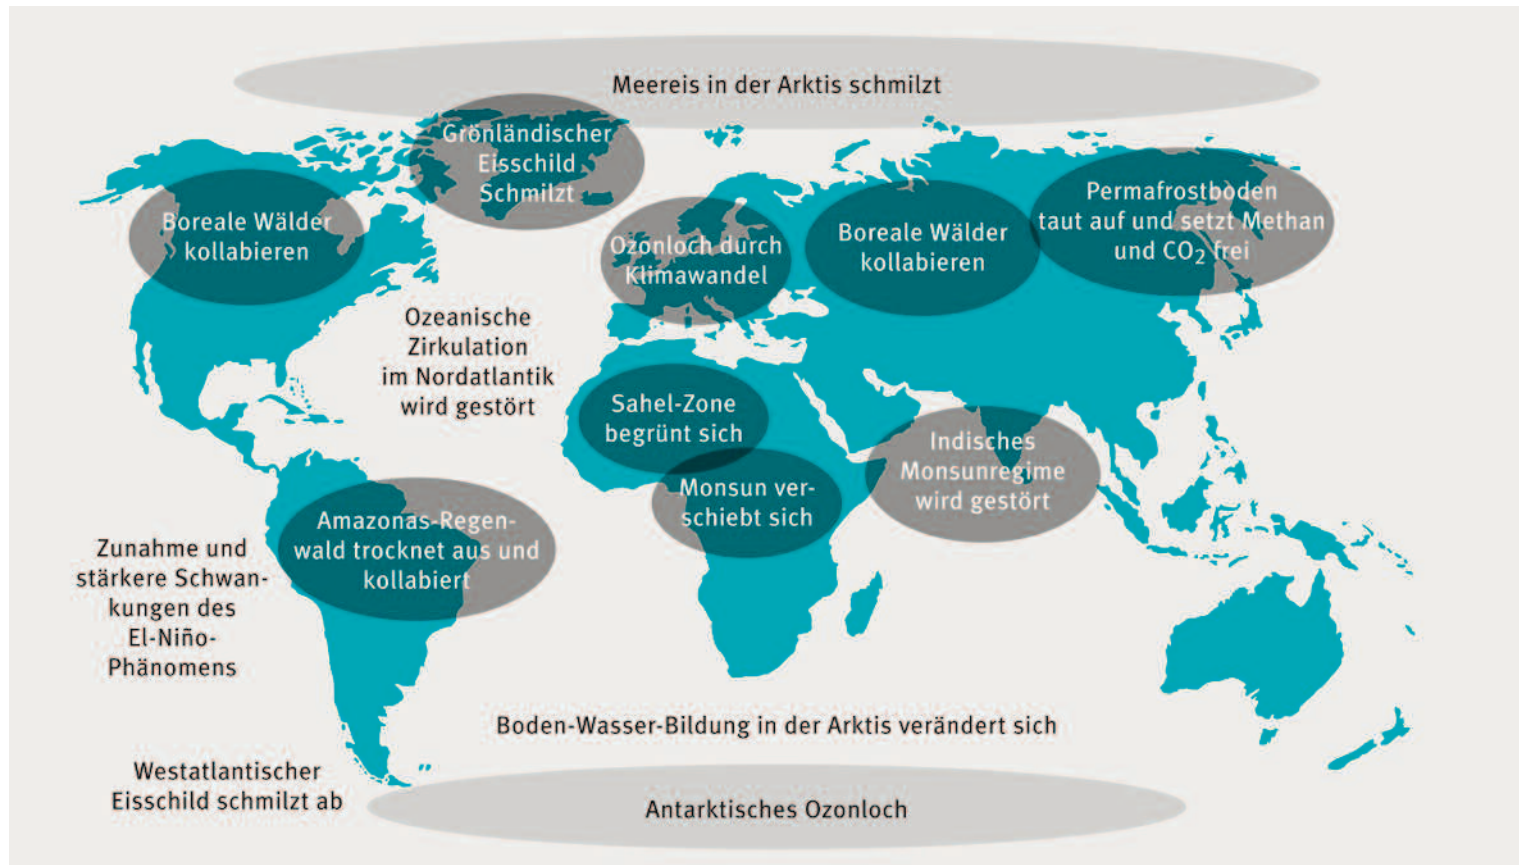 Meereis in der Arktis schmilzt
Grönländischer
Eisschild
Schmilzt
Boreale Wälder
kollabieren
Ozonloch durch
Klimawandel
Boreale Wälder
kollabieren
Permafrostboden
taut auf und setzt Methan
und CO₂ frei
Ozeanische
Zirkulation
im Nordatlantik
wird gestört
Sahel-Zone
begrünt sich
Indisches
Monsunregime
wird gestört
Monsun ver-
schiebt sich
Amazonas-Regen-
wald trocknet aus und
kollabiert
Zunahme und
stärkere Schwan-
kungen des
El-Niño-
Phänomens
Boden-Wasser-Bildung in der Arktis verändert sich
Westatlantischer
Eisschild schmilzt ab
Antarktisches Ozonloch